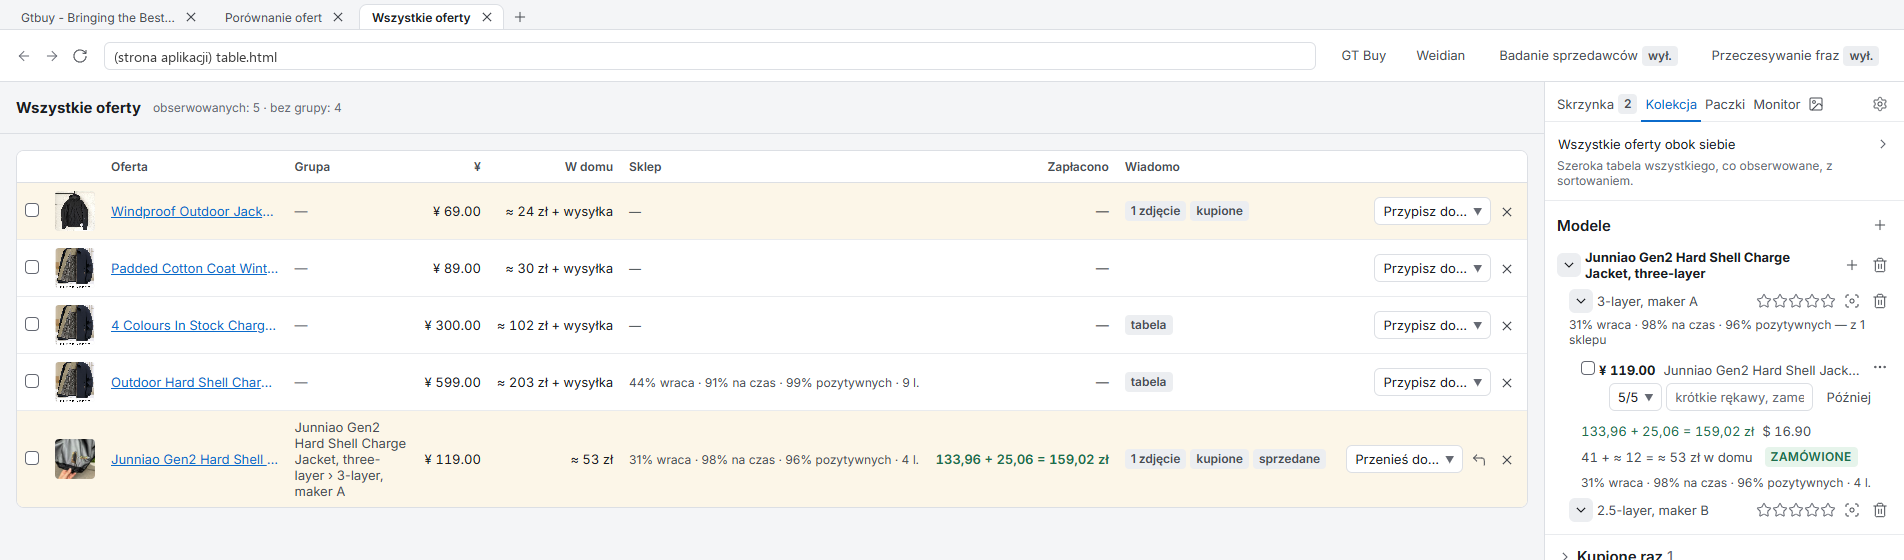 Gtbuy - Bringing the Best...
Porównanie ofert
Wszystkie oferty
(strona aplikacji) table.html
GT Buy
Weidian
Badanie sprzedawców wył.
Przeczesywanie fraz wył.
Wszystkie oferty obserwowanych: 5 · bez grupy: 4
Oferta Grupa ¥ W domu Sklep Zapłacono Wiadomo
Windproof Outdoor Jack... — ¥ 69.00 ≈ 24 zł + wysyłka — — 1 zdjęcie kupione Przypisz do...
Padded Cotton Coat Wint... — ¥ 89.00 ≈ 30 zł + wysyłka — — Przypisz do...
4 Colours In Stock Charg... — ¥ 300.00 ≈ 102 zł + wysyłka — — tabela Przypisz do...
Outdoor Hard Shell Char... — ¥ 599.00 ≈ 203 zł + wysyłka 44% wraca · 91% na czas · 99% pozytywnych · 9 l. — tabela Przypisz do...
Junniao Gen2 Hard Shell ...
Junniao Gen2
Hard Shell Charge
Jacket, three-
layer › 3-layer,
maker A
¥ 119.00 ≈ 53 zł 31% wraca · 98% na czas · 96% pozytywnych · 4 l. 133,96 + 25,06 = 159,02 zł 1 zdjęcie kupione sprzedane Przenieś do...
Skrzynka 2 Kolekcja Paczki Monitor
Wszystkie oferty obok siebie
Szeroka tabela wszystkiego, co obserwowane, z
sortowaniem.
Modele
Junniao Gen2 Hard Shell Charge
Jacket, three-layer
3-layer, maker A
31% wraca · 98% na czas · 96% pozytywnych — z 1
sklepu
¥ 119.00 Junniao Gen2 Hard Shell Jack...
5/5 krótkie rękawy, zame Później
133,96 + 25,06 = 159,02 zł $ 16.90
41 + ≈ 12 = ≈ 53 zł w domu ZAMÓWIONE
31% wraca · 98% na czas · 96% pozytywnych · 4 l.
2.5-layer, maker B
Kupione raz 1